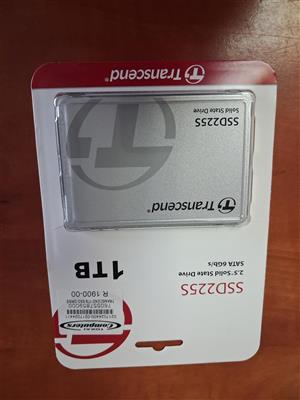 SSD225S
2.5" Solid State Drive
SATA 6Gb/s
1TB
Computers
R 1900-00
Transcend
SSD225S
Solid State Drive
Transcend